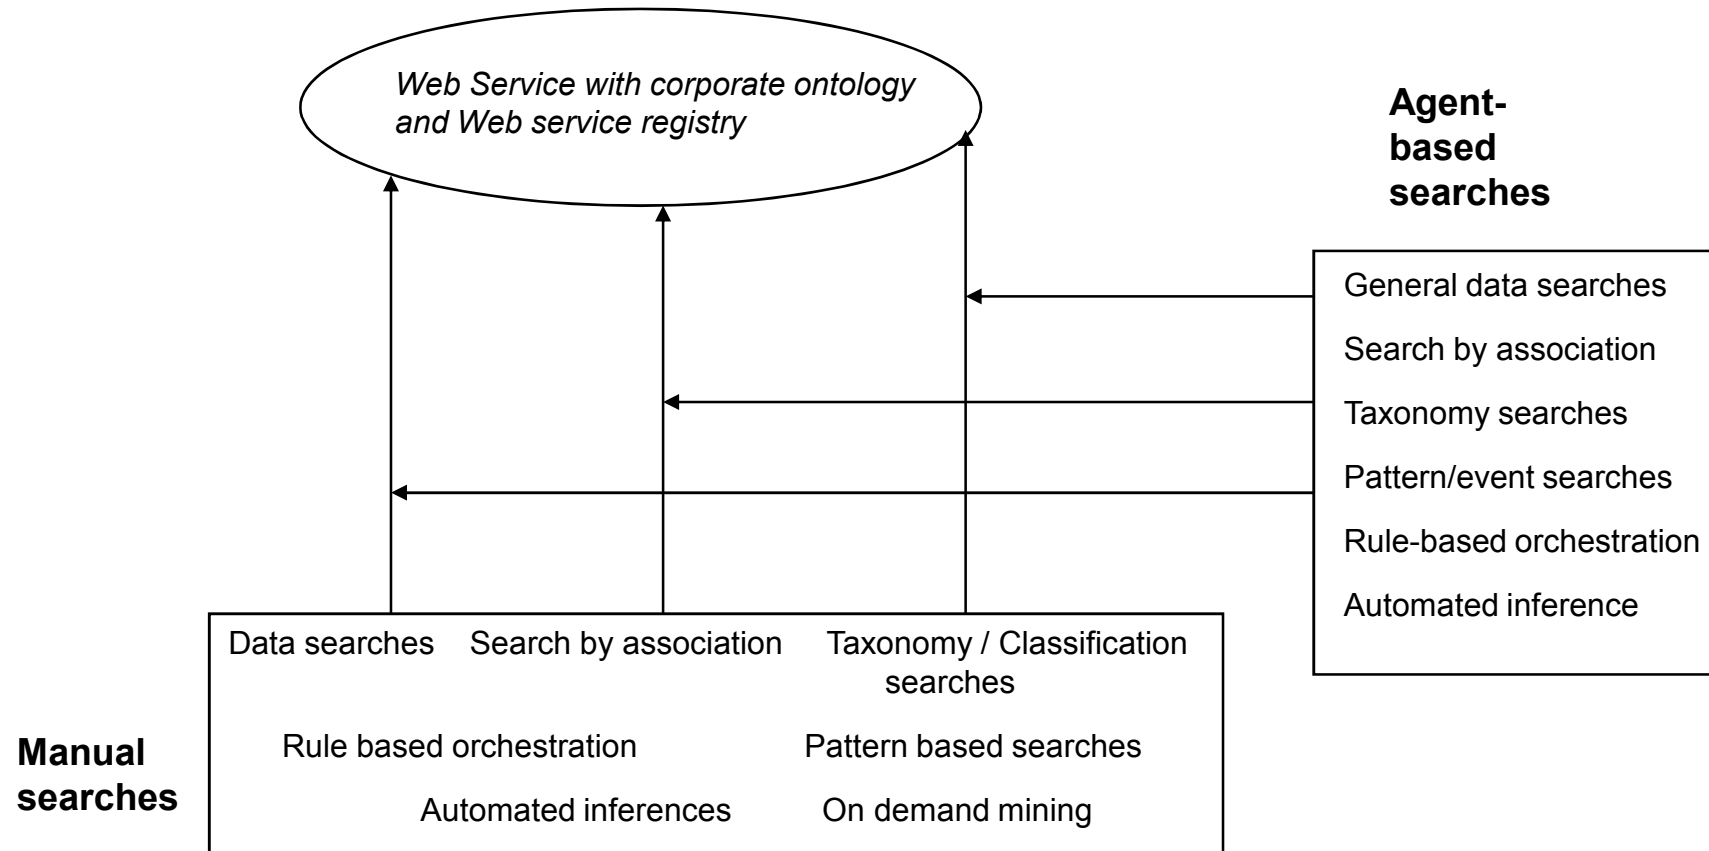 Web Service with corporate ontology
and Web service registry
Agent-
based
searches
General data searches
Search by association
Taxonomy searches
Pattern/event searches
Rule-based orchestration
Automated inference
Data searches Search by association Taxonomy / Classification
searches
Rule based orchestration Pattern based searches
Automated inferences On demand mining
Manual
searches